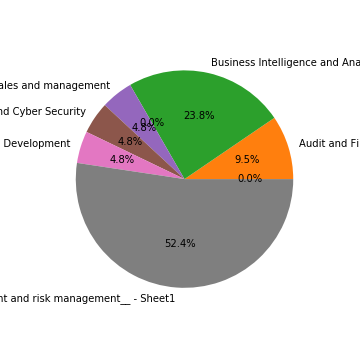 Business Intelligence and Ana
ales and management
nd Cyber Security
Development
Audit and Fi
nt and risk management__ - Sheet1
23.8%
0.0%
4.8%
4.8%
4.8%
9.5%
0.0%
52.4%